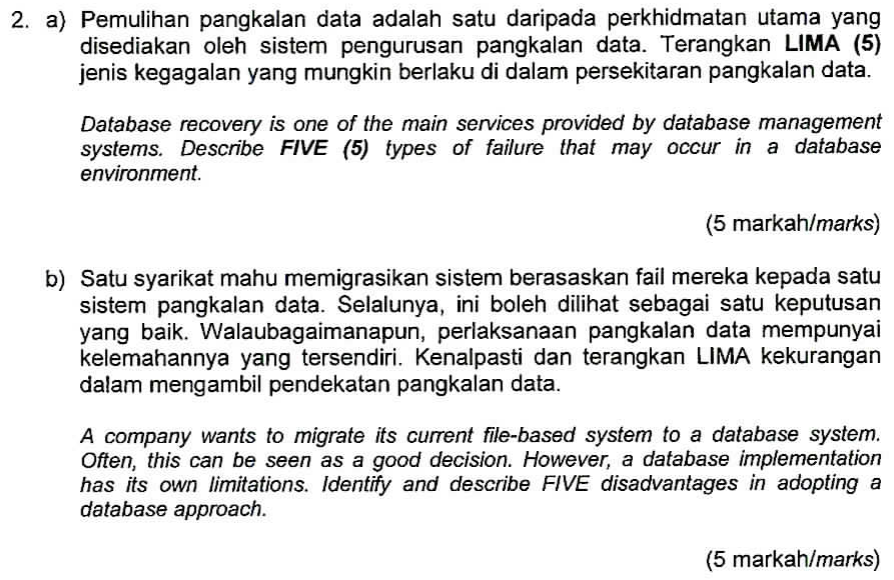 2. a) Pemulihan pangkalan data adalah satu daripada perkhidmatan utama yang
disediakan oleh sistem pengurusan pangkalan data. Terangkan LIMA (5)
jenis kegagalan yang mungkin berlaku di dalam persekitaran pangkalan data.
Database recovery is one of the main services provided by database management
systems. Describe FIVE (5) types of failure that may occur in a database
environment.
(5 markah/marks)
b) Satu syarikat mahu memigrasikan sistem berasaskan fail mereka kepada satu
sistem pangkalan data. Selalunya, ini boleh dilihat sebagai satu keputusan
yang baik. Walaubagaimanapun, perlaksanaan pangkalan data mempunyai
kelemahannya yang tersendiri. Kenalpasti dan terangkan LIMA kekurangan
dalam mengambil pendekatan pangkalan data.
A company wants to migrate its current file-based system to a database system.
Often, this can be seen as a good decision. However, a database implementation
has its own limitations. Identify and describe FIVE disadvantages in adopting a
database approach.
(5 markah/marks)